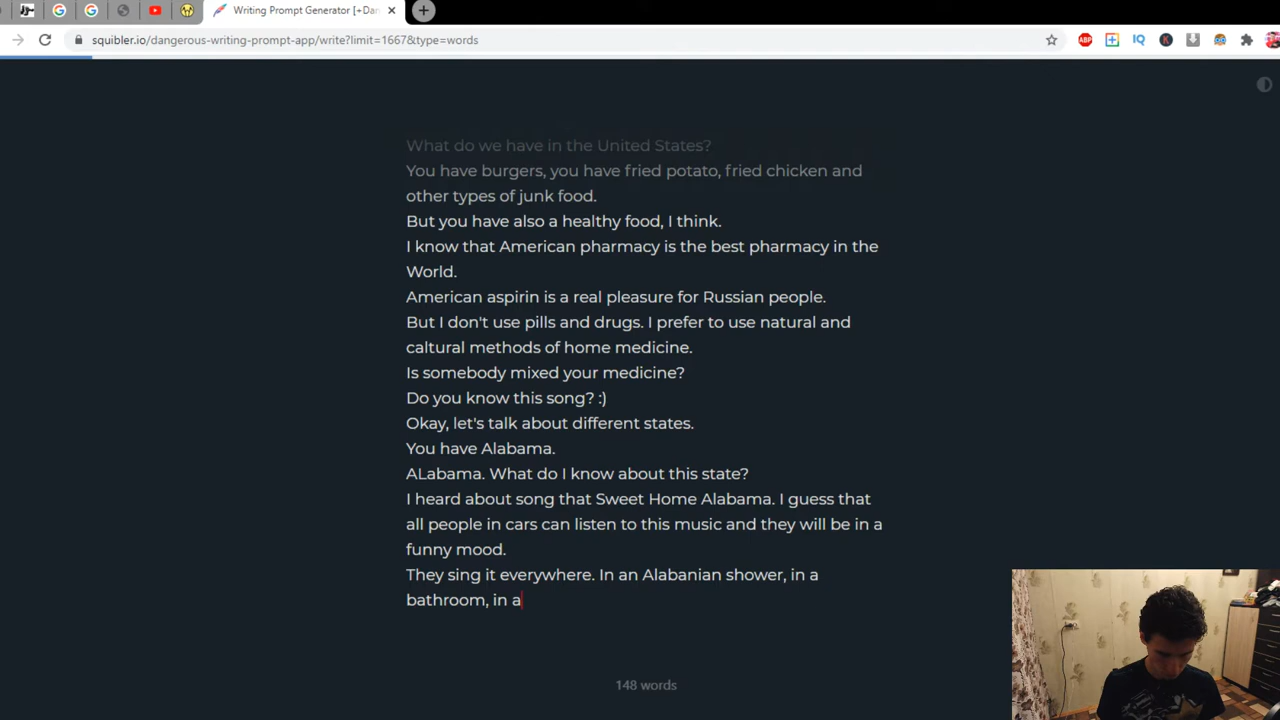 Writing Prompt Generator [+Dan
squibler.io/dangerous-writing-prompt-app/write?limit=1667&type=words
ABP
IQ
K
What do we have in the United States?
You have burgers, you have fried potato, fried chicken and
other types of junk food.
But you have also a healthy food, I think.
I know that American pharmacy is the best pharmacy in the
World.
American aspirin is a real pleasure for Russian people.
But I don't use pills and drugs. I prefer to use natural and
caltural methods of home medicine.
Is somebody mixed your medicine?
Do you know this song? :)
Okay, let's talk about different states.
You have Alabama.
ALabama. What do I know about this state?
I heard about song that Sweet Home Alabama. I guess that
all people in cars can listen to this music and they will be in a
funny mood.
They sing it everywhere. In an Alabanian shower, in a
bathroom, in a
148 words